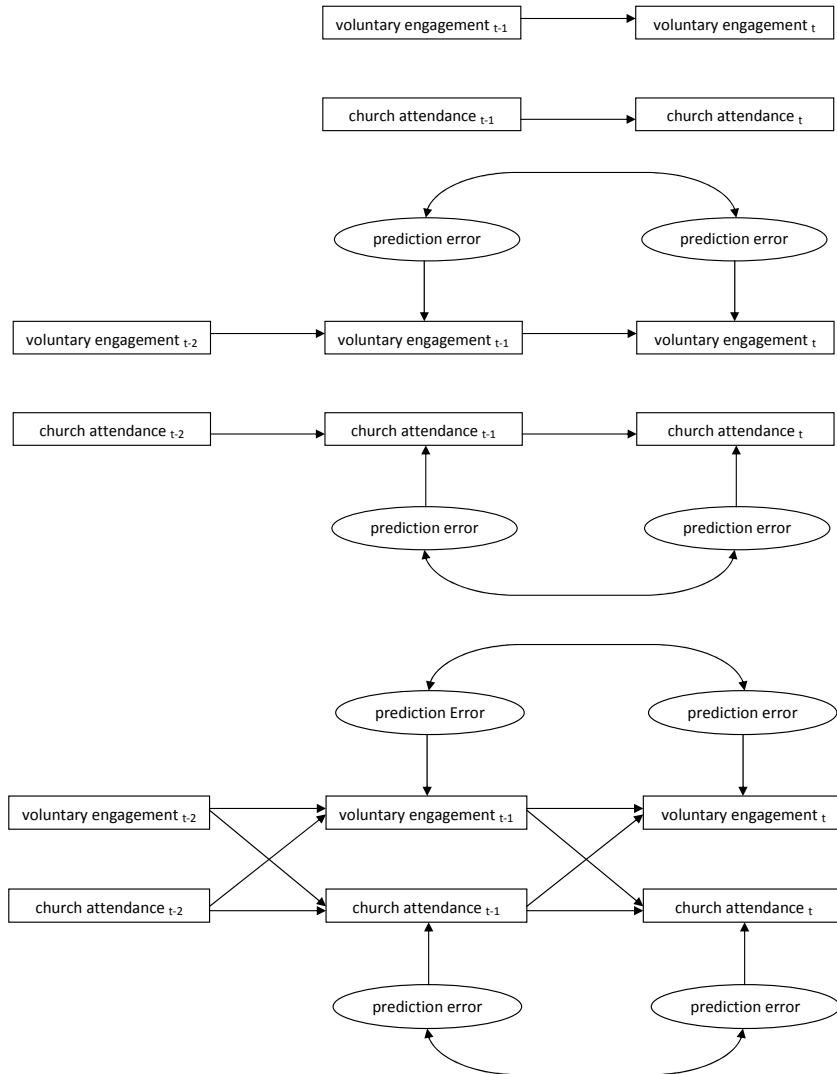 voluntary engagement t-1
voluntary engagement t
church attendance t-1
church attendance t
prediction error
prediction error
voluntary engagement t-2
voluntary engagement t-1
voluntary engagement t
church attendance t-2
church attendance t-1
church attendance t
prediction error
prediction error
prediction Error
prediction error
voluntary engagement t-2
voluntary engagement t-1
voluntary engagement t
church attendance t-2
church attendance t-1
church attendance t
prediction error
prediction error